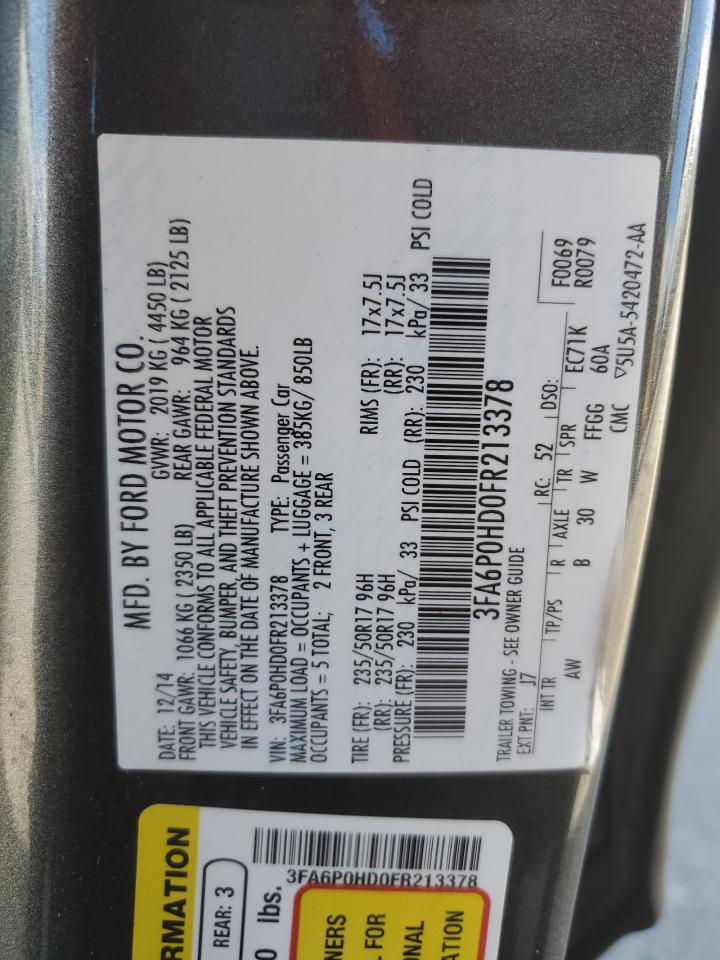 MFD. BY FORD MOTOR CO.
DATE: 12/14 GVWR: 2019 KG ( 4450 LB)
FRONT GAWR: 1066 KG ( 2350 LB) REAR GAWR: 964 KG ( 2125 LB)
THIS VEHICLE CONFORMS TO ALL APPLICABLE FEDERAL MOTOR
VEHICLE SAFETY, BUMPER, AND THEFT PREVENTION STANDARDS
IN EFFECT ON THE DATE OF MANUFACTURE SHOWN ABOVE.
VIN: 3FA6P0HD0FR213378 TYPE: Passenger Car
MAXIMUM LOAD = OCCUPANTS + LUGGAGE = 385KG/ 850LB
OCCUPANTS = 5 TOTAL: 2 FRONT, 3 REAR
TIRE (FR): 235/50R17 96H RIMS (FR): 17x7.5J
(RR): 235/50R17 96H (RR): 17x7.5J
PRESSURE (FR): 230 kPa/ 33 PSI COLD (RR): 230 kPa/ 33 PSI COLD
3FA6P0HD0FR213378
TRAILER TOWING - SEE OWNER GUIDE
EXT PNT: J7 RC: 52 DSO: F0069
R0079
INT TR TP/PS R AXLE TR SPR EC71K
AW B 30 W FFGG 60A
CMC ▽5U5A-5420472-AA
RMATION
REAR: 3
3FA6P0HD0FR213378
0 lbs.
NERS
L FOR
ONAL
ATION